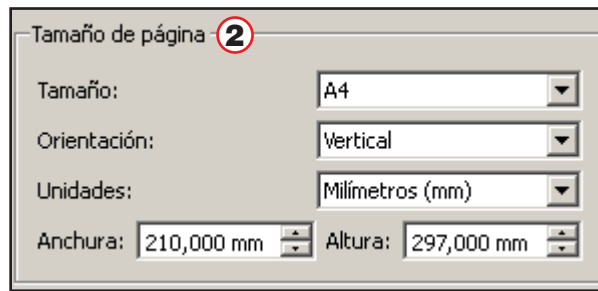 Tamaño de página 2
Tamaño: A4
Orientación: Vertical
Unidades: Milímetros (mm)
Anchura: 210,000 mm Altura: 297,000 mm